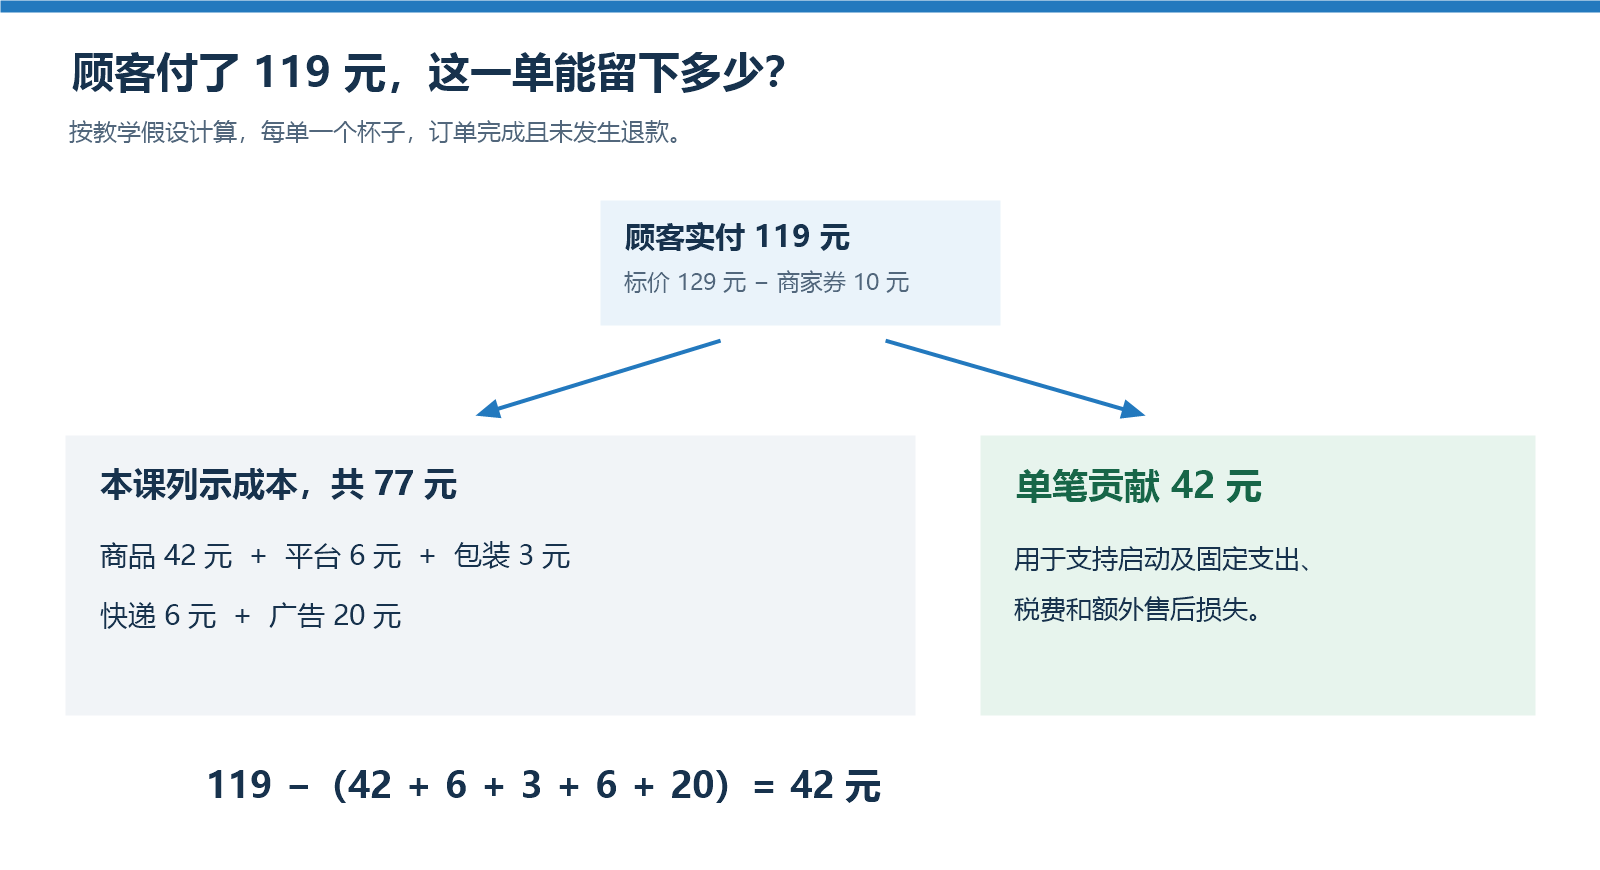 顾客付了 119 元，这一单能留下多少？
按教学假设计算，每单一个杯子，订单完成且未发生退款。
顾客实付 119 元
标价 129 元 − 商家券 10 元
本课列示成本，共 77 元
商品 42 元 + 平台 6 元 + 包装 3 元
快递 6 元 + 广告 20 元
单笔贡献 42 元
用于支持启动及固定支出、
税费和额外售后损失。
119 −（42 + 6 + 3 + 6 + 20）= 42 元